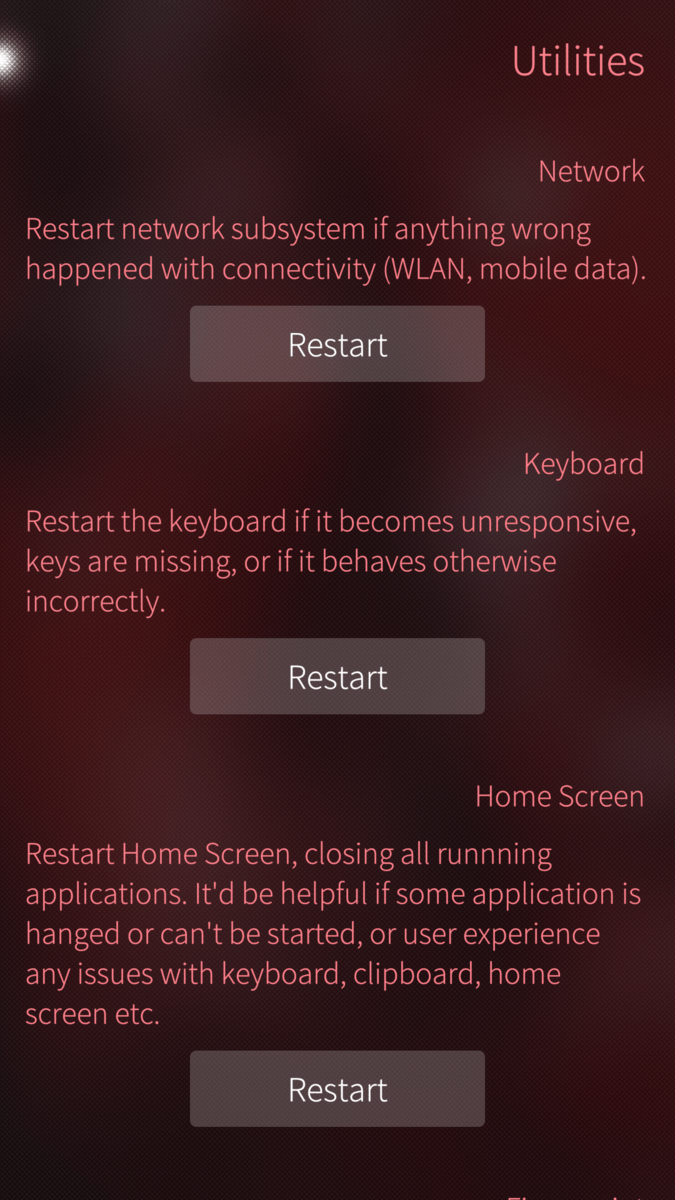 Utilities
Network
Restart network subsystem if anything wrong
happened with connectivity (WLAN, mobile data).
Restart
Keyboard
Restart the keyboard if it becomes unresponsive,
keys are missing, or if it behaves otherwise
incorrectly.
Restart
Home Screen
Restart Home Screen, closing all runnning
applications. It'd be helpful if some application is
hanged or can't be started, or user experience
any issues with keyboard, clipboard, home
screen etc.
Restart